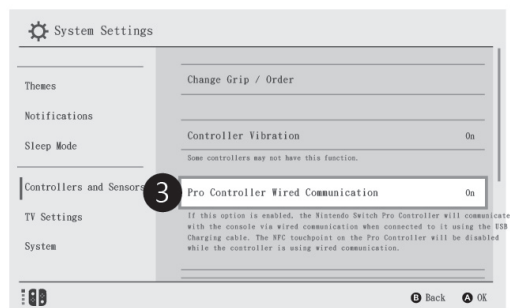 System Settings
Themes
Notifications
Sleep Mode
Controllers and Sensors
TV Settings
System
Change Grip / Order
Controller Vibration On
Some controllers may not have this function.
3
Pro Controller Wired Communication On
If this option is enabled, the Nistendo Switch Pro Controller will communicate
with the console via wired communication when connected to it using the USB
Charging cable. The NFC touchpoint on the Pro Controller will be disabled
while the controller is using wired communication.
B Back A OK